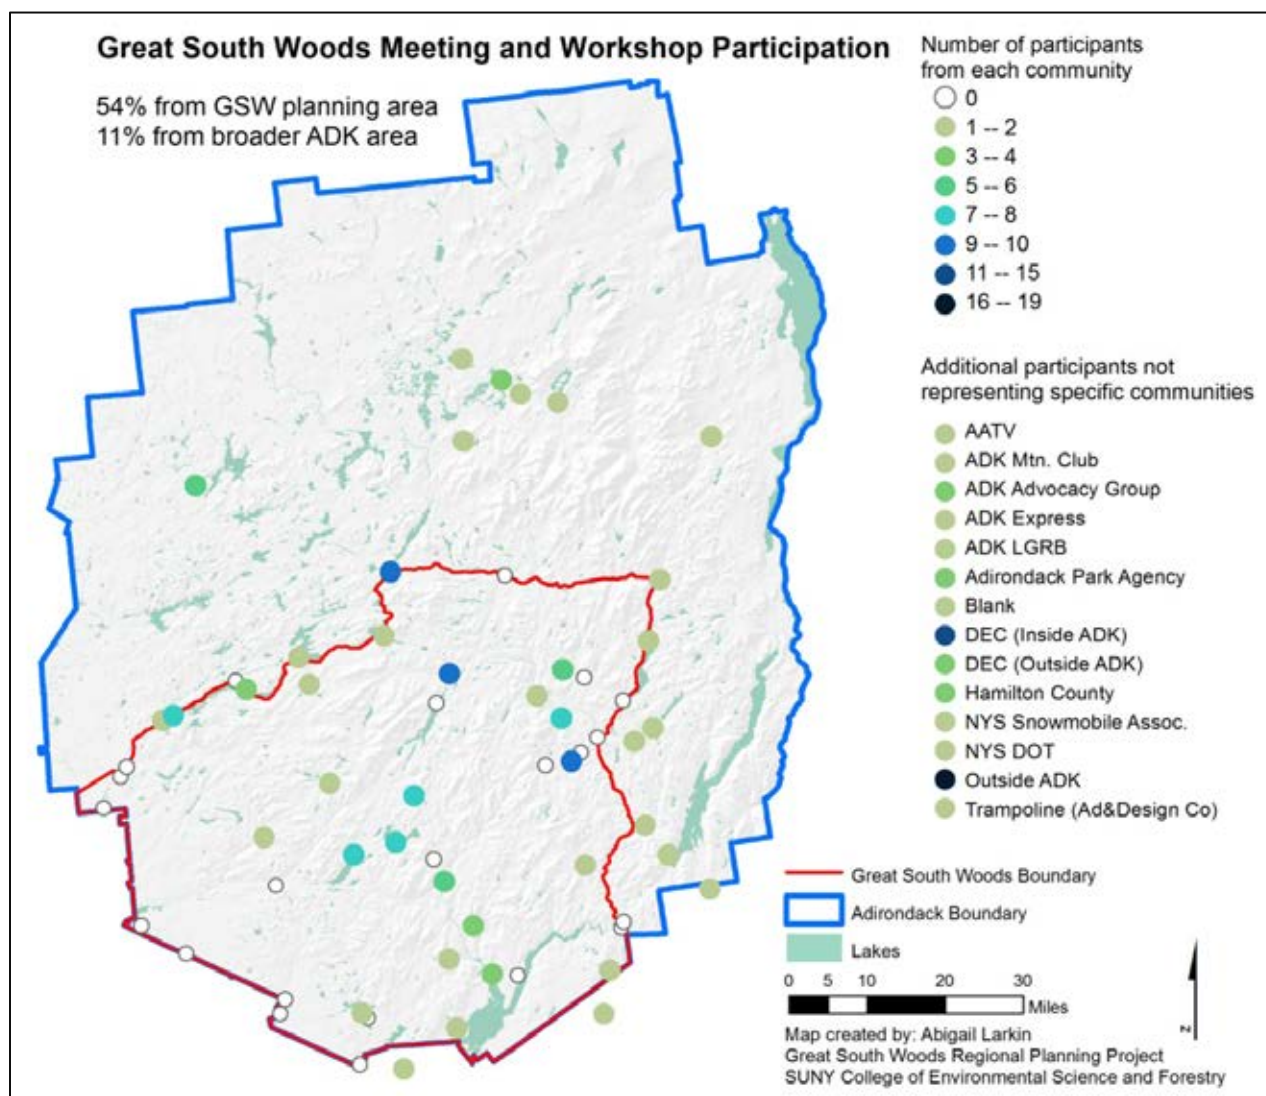 Great South Woods Meeting and Workshop Participation
54% from GSW planning area
11% from broader ADK area
Number of participants
from each community
0
1 -- 2
3 -- 4
5 -- 6
7 -- 8
9 -- 10
11 -- 15
16 -- 19
Additional participants not
representing specific communities
AATV
ADK Mtn. Club
ADK Advocacy Group
ADK Express
ADK LGRB
Adirondack Park Agency
Blank
DEC (Inside ADK)
DEC (Outside ADK)
Hamilton County
NYS Snowmobile Assoc.
NYS DOT
Outside ADK
Trampoline (Ad&Design Co)
Great South Woods Boundary
Adirondack Boundary
Lakes
0 5 10 20 30
Miles
N
Map created by: Abigail Larkin
Great South Woods Regional Planning Project
SUNY College of Environmental Science and Forestry